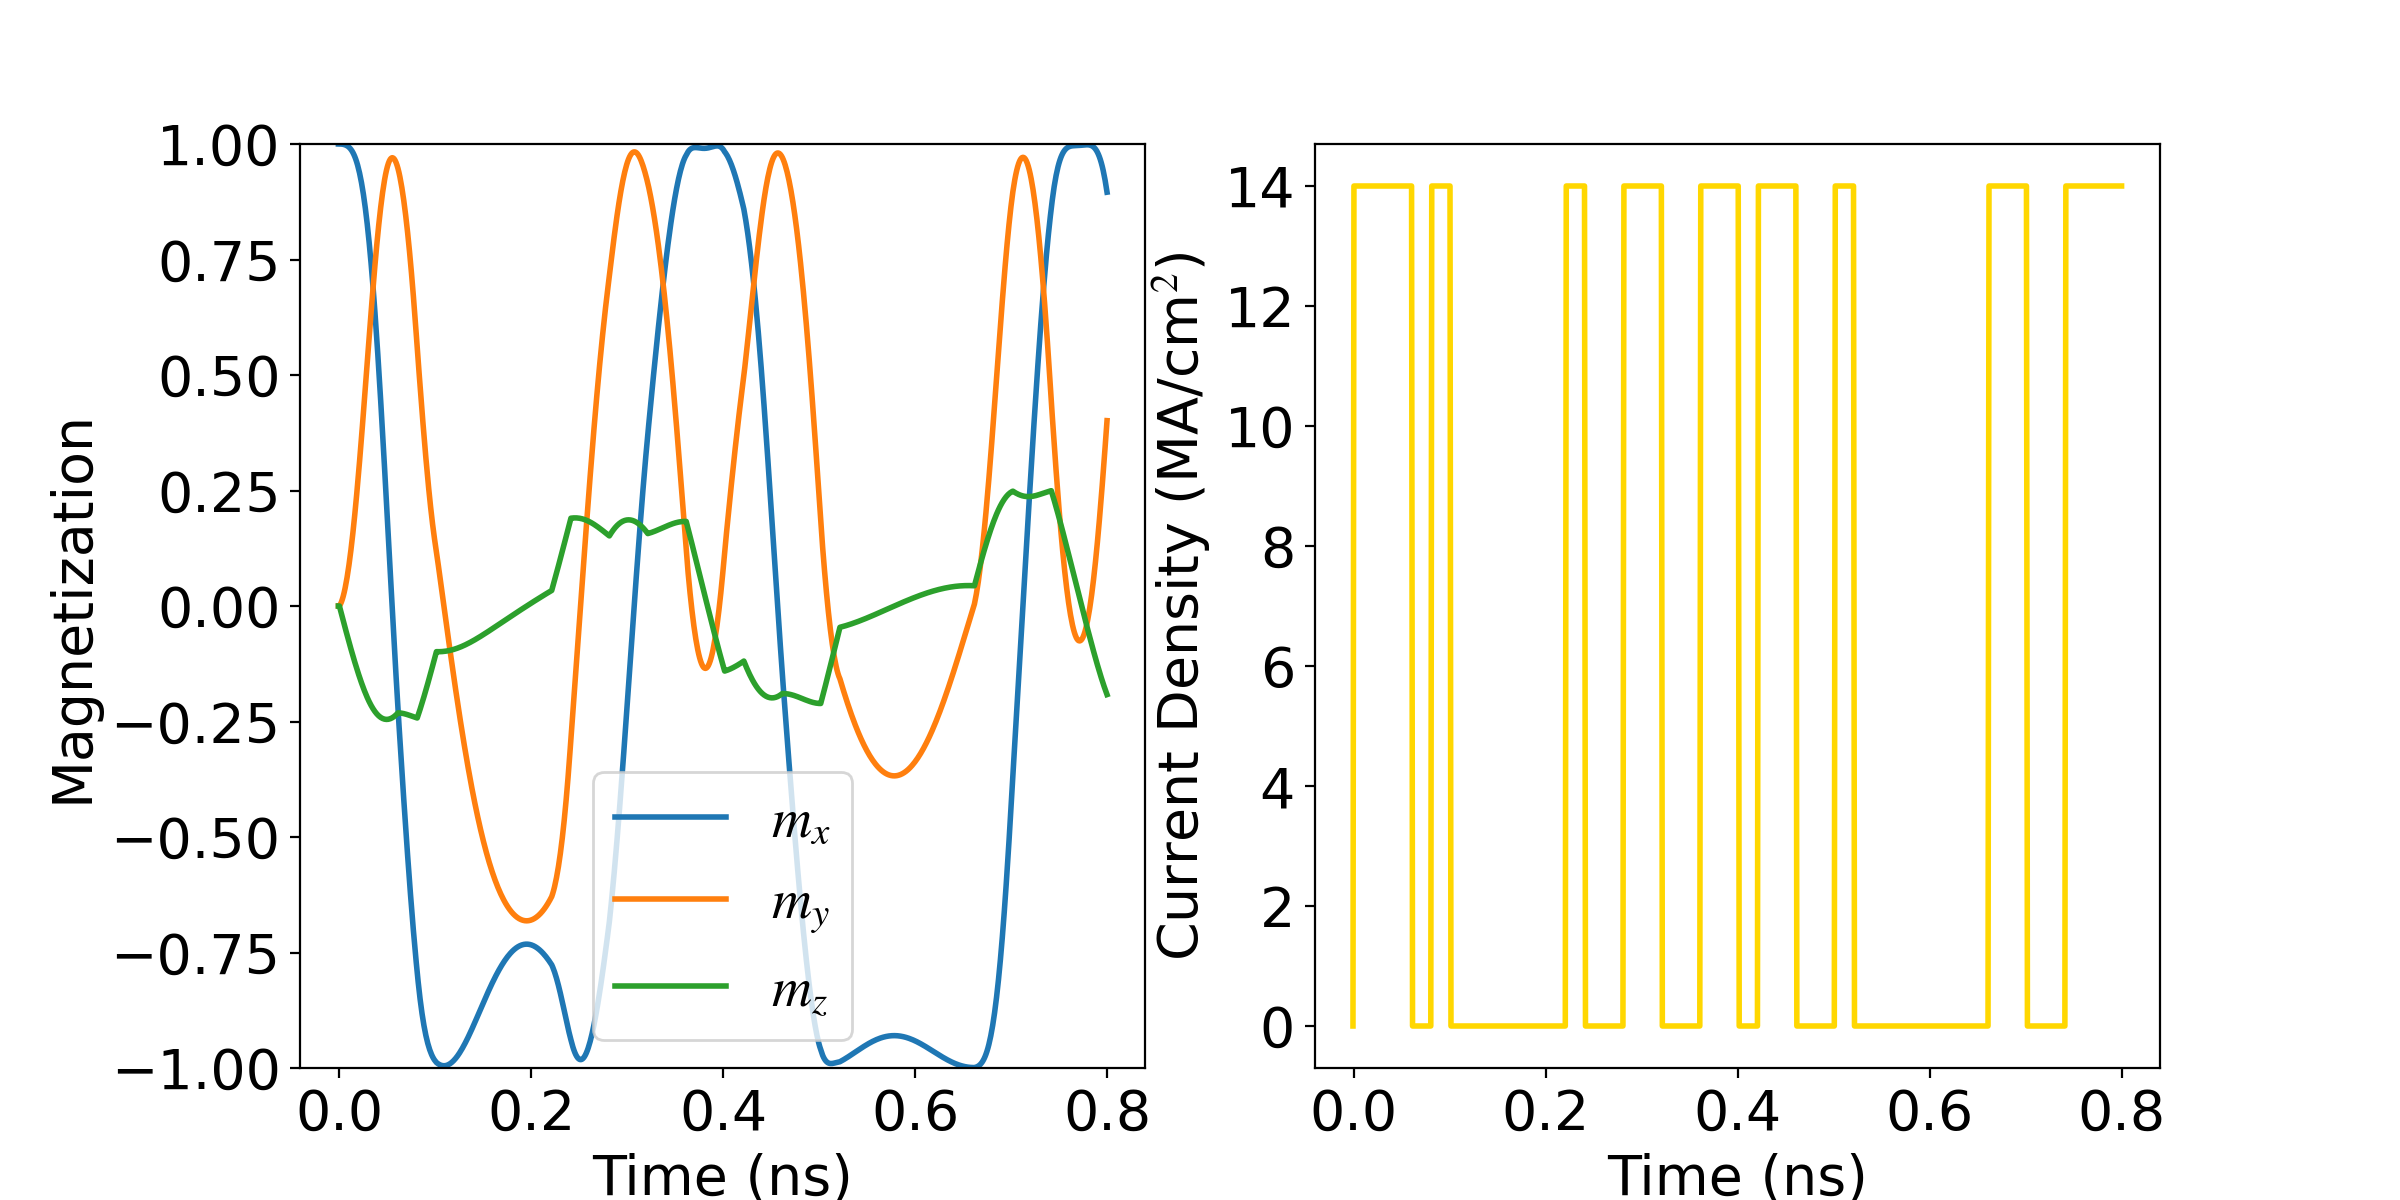 Magnetization
1.00
0.75
0.50
0.25
0.00
−0.25
−0.50
−0.75
−1.00
0.0 0.2 0.4 0.6 0.8
Time (ns)
m_x
m_y
m_z
Current Density (MA/cm²)
14
12
10
8
6
4
2
0
0.0 0.2 0.4 0.6 0.8
Time (ns)